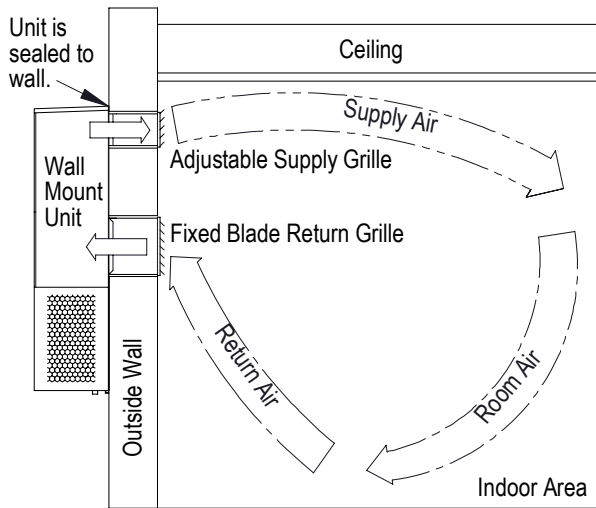 Unit is
sealed to
wall.
Ceiling
Supply Air
Adjustable Supply Grille
Wall
Mount
Unit
Fixed Blade Return Grille
Return Air
Room Air
Outside Wall
Indoor Area